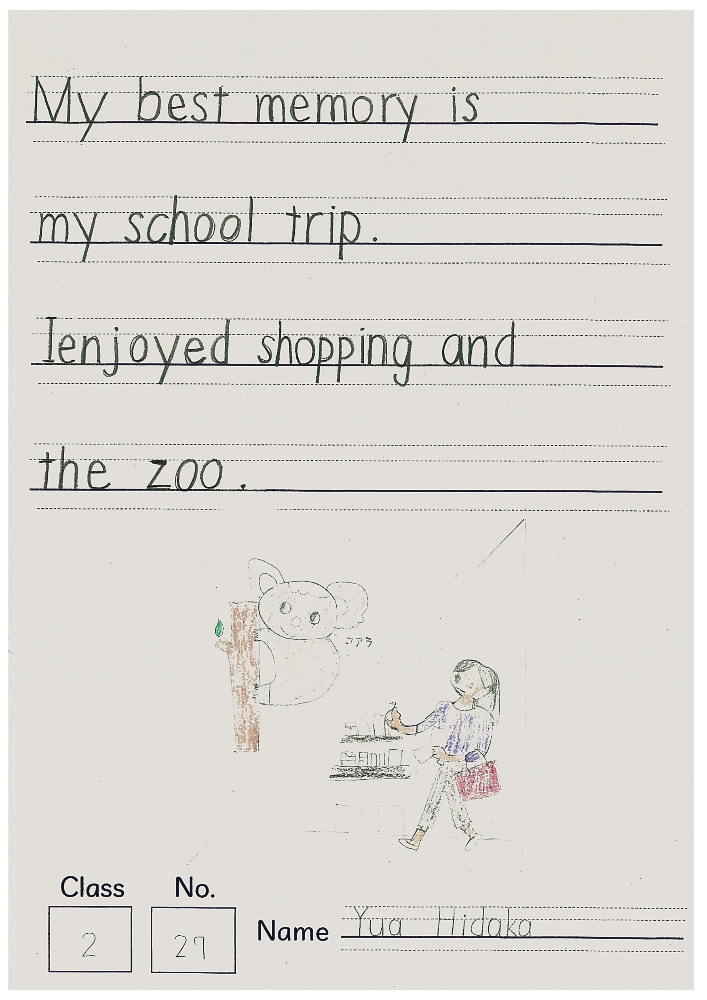 My best memory is
my school trip.
Ienjoyed shopping and
the zoo.
コアラ
Class No.
2 27
Name Yua Hidaka